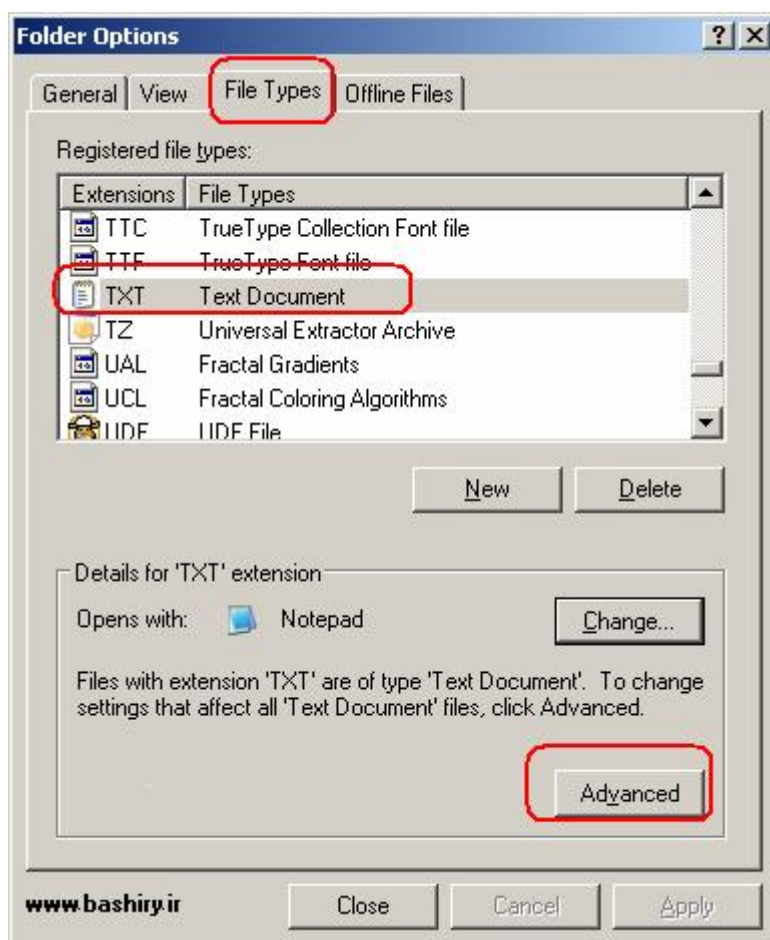 Folder Options
General View File Types Offline Files
Registered file types:
Extensions File Types
TTC TrueType Collection Font file
TTF TrueType Font file
TXT Text Document
TZ Universal Extractor Archive
UAL Fractal Gradients
UCL Fractal Coloring Algorithms
UDF UDF File
New Delete
Details for 'TXT' extension
Opens with: Notepad Change...
Files with extension 'TXT' are of type 'Text Document'. To change
settings that affect all 'Text Document' files, click Advanced.
Advanced
www.bashiry.ir Close Cancel Apply